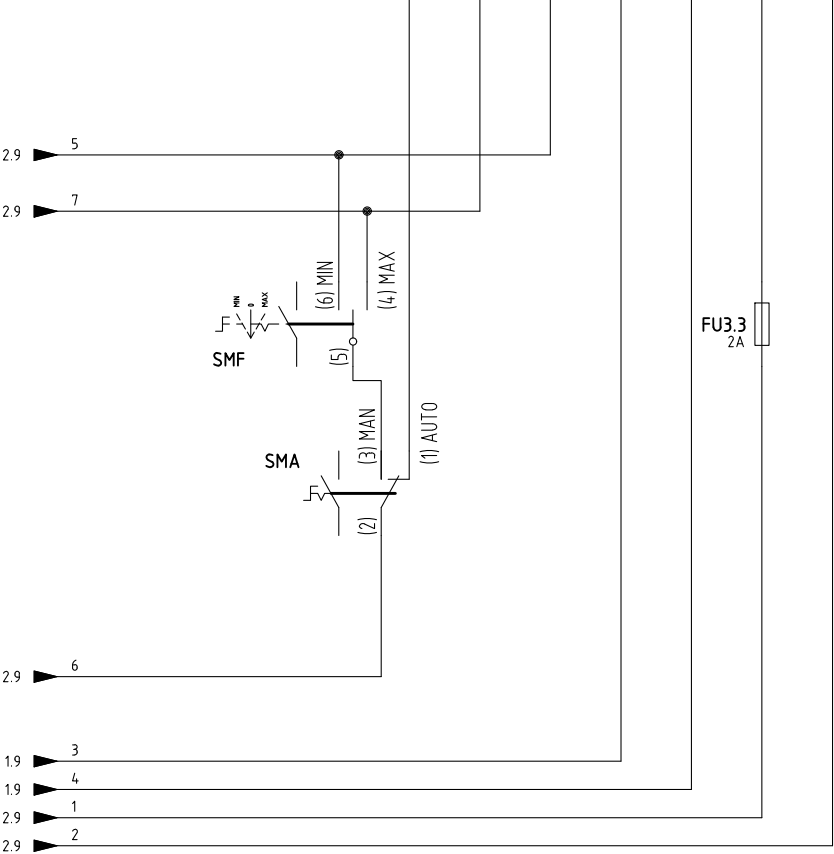 5
2.9
7
2.9
(6) MIN
(4) MAX
MIN
0
MAX
FU3.3
2A
SMF
(5)
(3) MAN
(1) AUTO
SMA
(2)
6
2.9
3
1.9
4
1.9
1
2.9
2
2.9